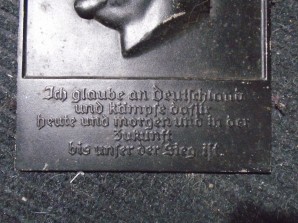 Ich glaube an Deutschland
und kämpfe dafür
heute und morgen und in der
Zukunft
bis unser der Sieg ist.